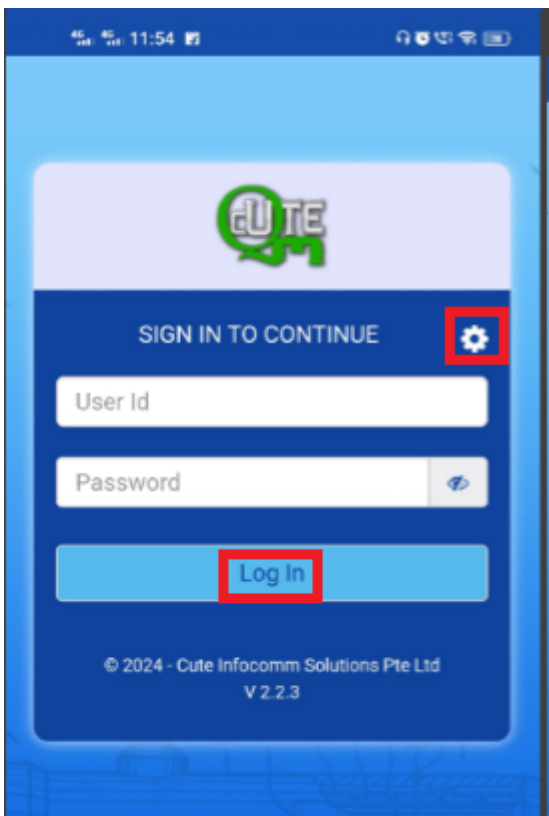 11:54
cUTE
SIGN IN TO CONTINUE
User Id
Password
Log In
© 2024 - Cute Infocomm Solutions Pte Ltd
V 2.2.3